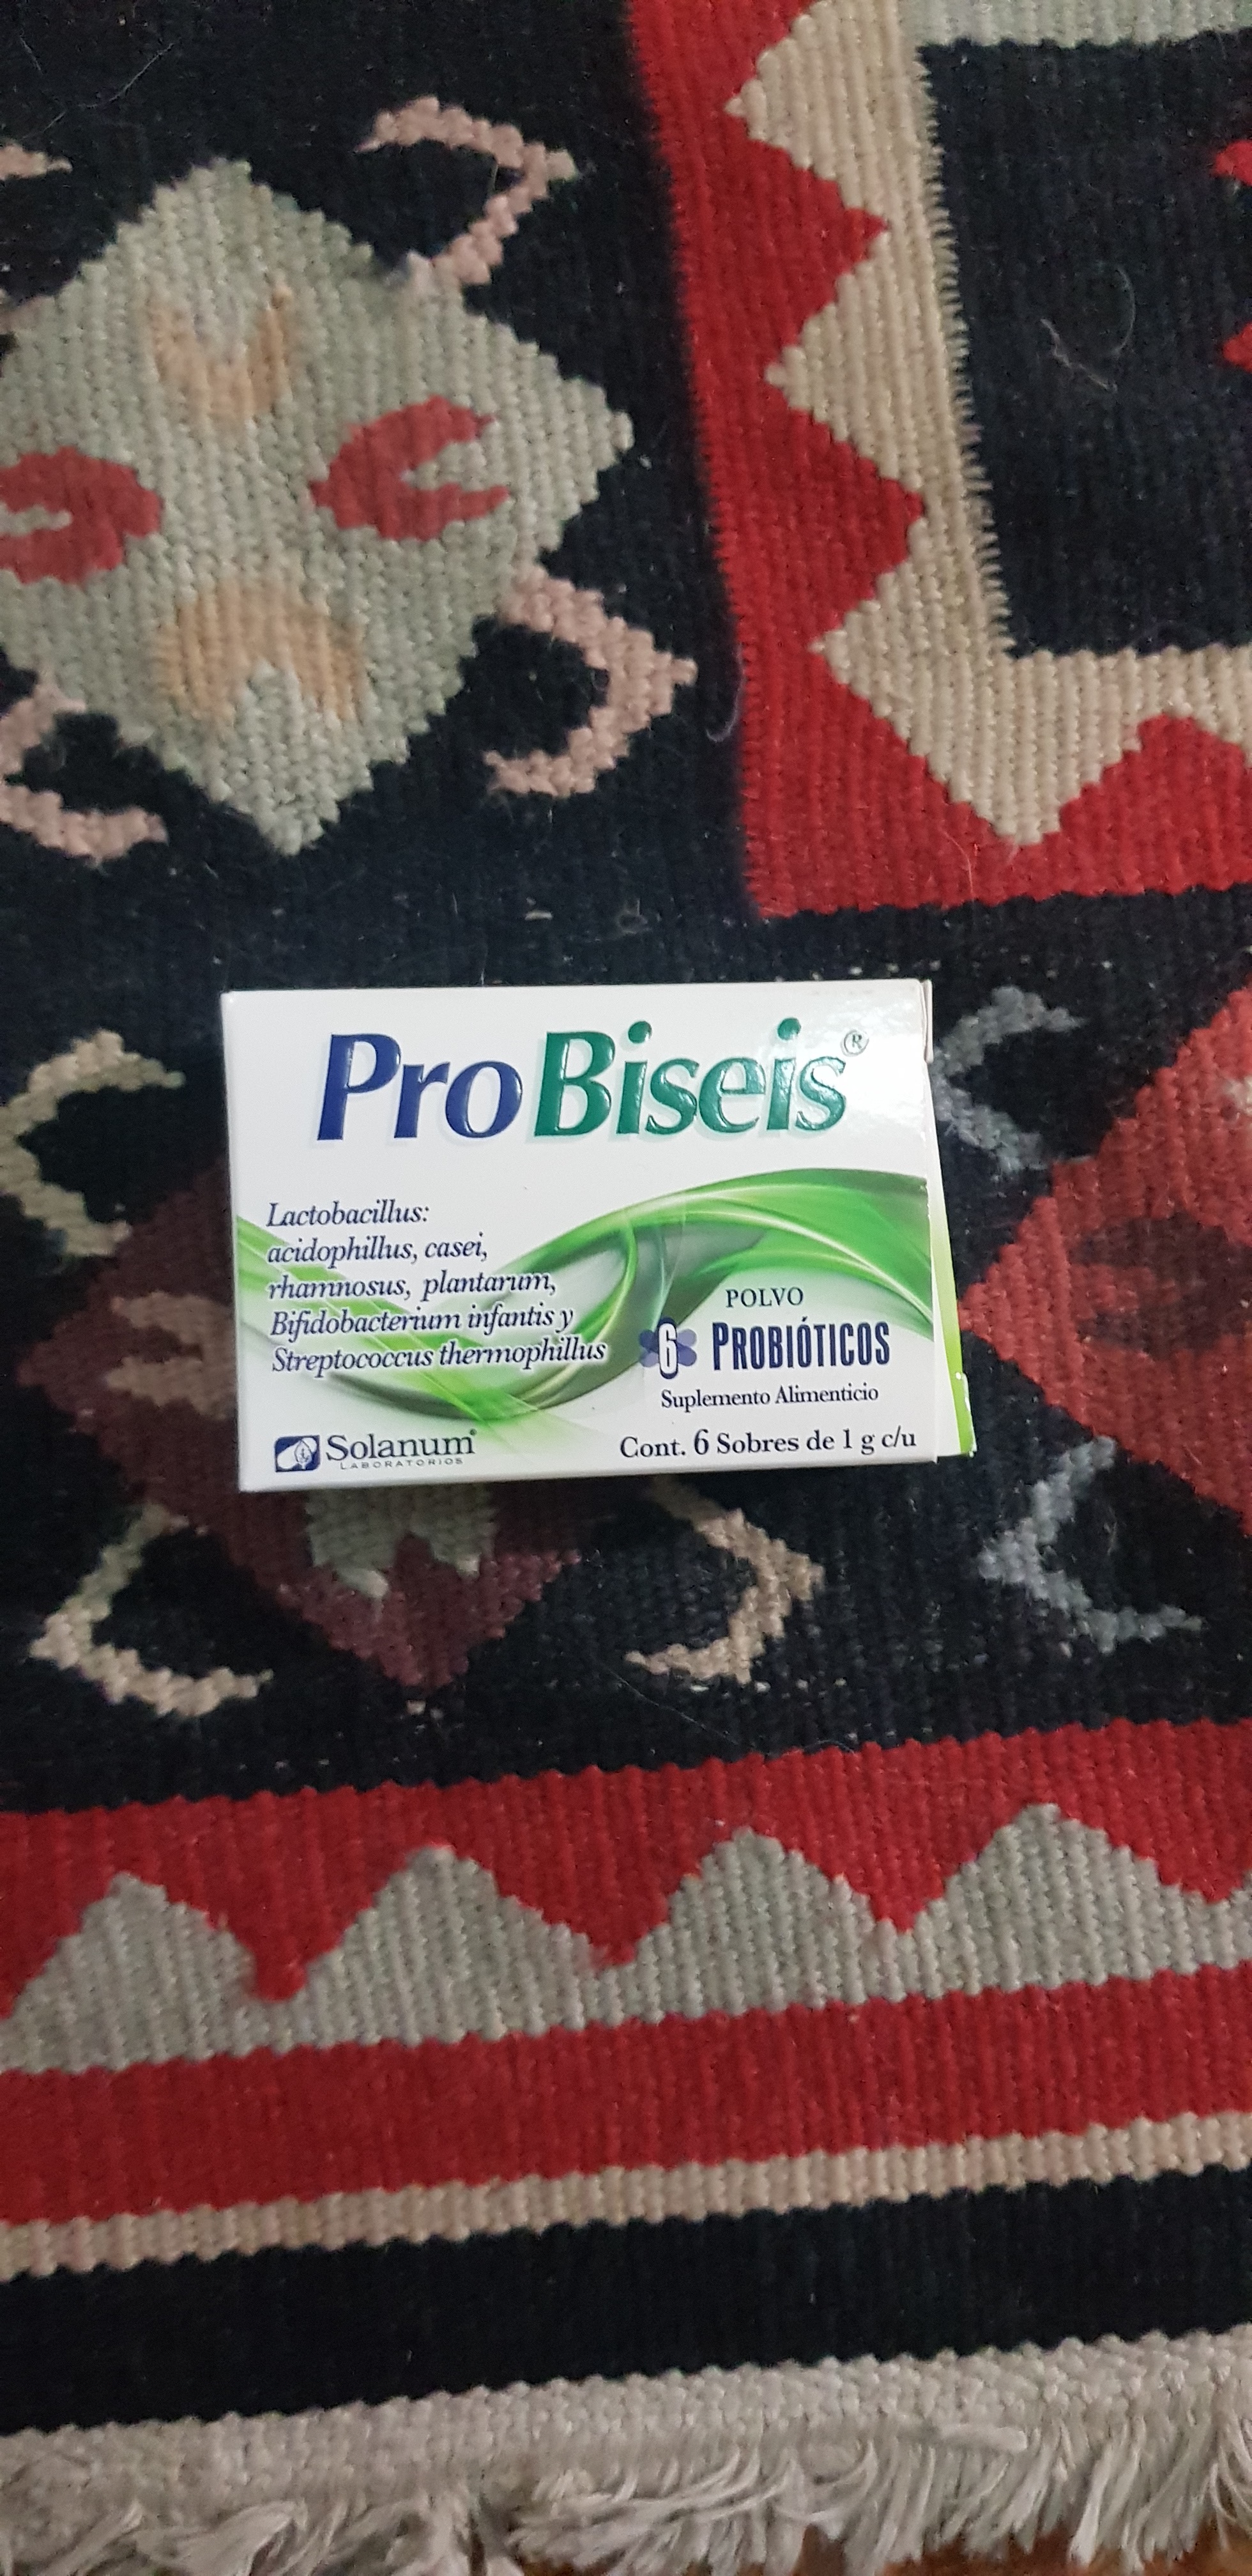 ProBiseis®
Lactobacillus:
acidophillus, casei,
rhamnosus, plantarum,
Bifidobacterium infantis y
Streptococcus thermophillus
POLVO
6 PROBIÓTICOS
Suplemento Alimenticio
Solanum®
LABORATORIOS
Cont. 6 Sobres de 1 g c/u